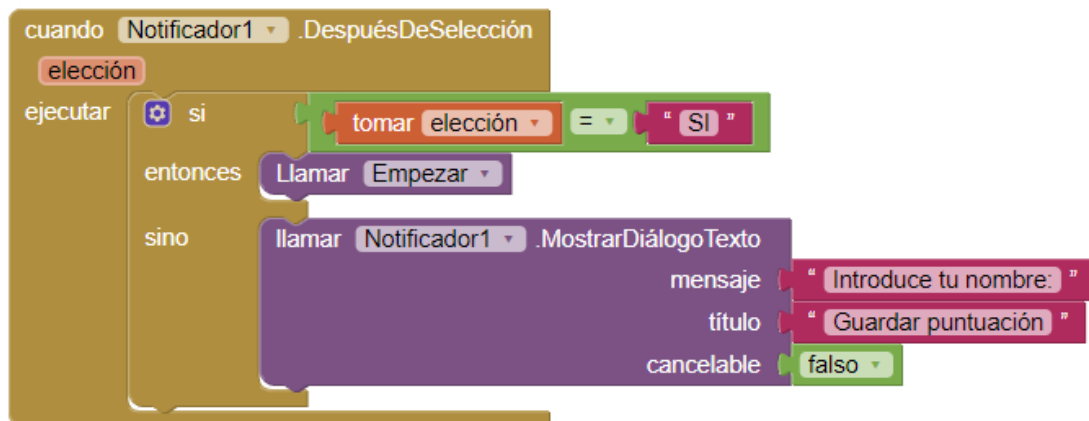 cuando Notificador1 .DespuésDeSelección
elección
ejecutar si tomar elección = " SI "
entonces Llamar Empezar
sino llamar Notificador1 .MostrarDiálogoTexto
mensaje " Introduce tu nombre: "
título " Guardar puntuación "
cancelable falso